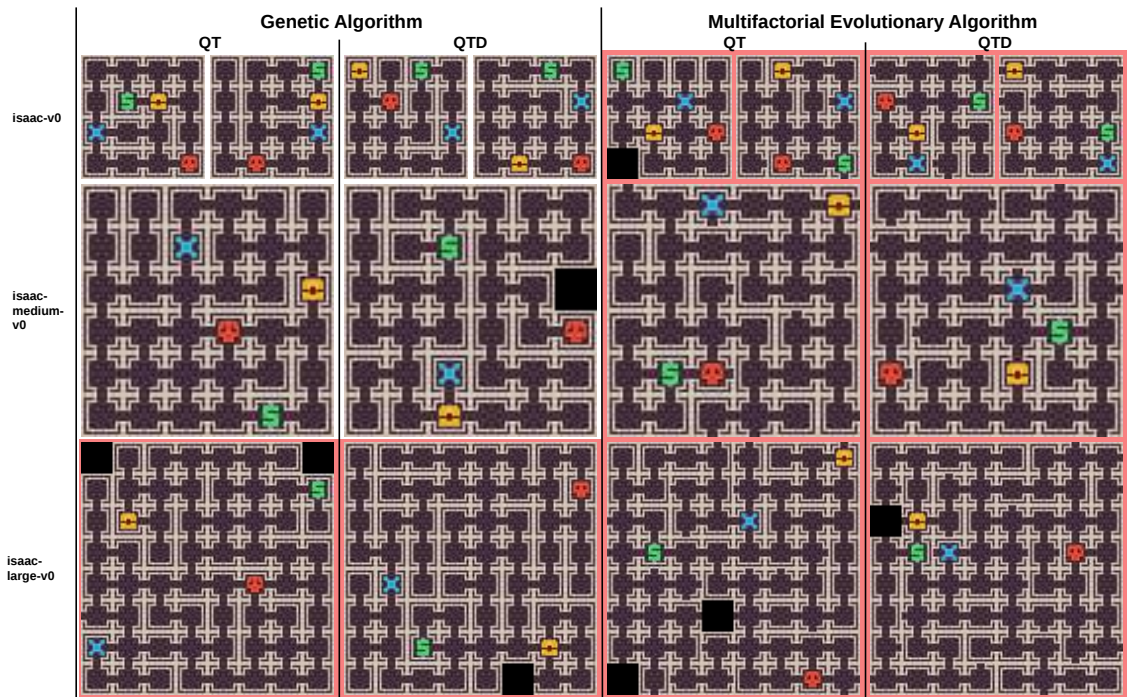 Genetic Algorithm
Multifactorial Evolutionary Algorithm
QT
QTD
QT
QTD
isaac-v0
isaac-
medium-
v0
isaac-
large-v0